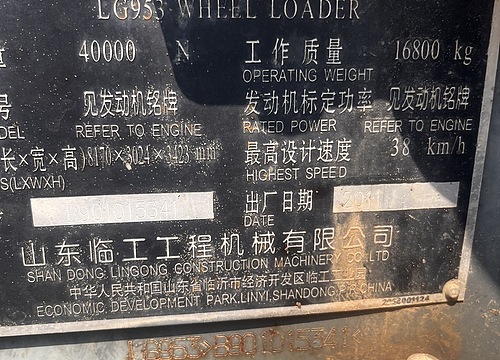 LG953 WHEEL LOADER
40000 N 工作质量 16800 kg
OPERATING WEIGHT
号 见发动机铭牌 发动机标定功率 见发动机铭牌
DEL REFER TO ENGINE RATED POWER REFER TO ENGINE
长×宽×高) 8170×3024×3423 mm 最高设计速度 38 km/h
S(LXWXH) HIGHEST SPEED
出厂日期
DATE
山东临工工程机械有限公司
SHAN DONG LINGONG CONSTRUCTION MACHINERY CO.,LTD
中华人民共和国山东省临沂市经济开发区临工工业园
ECONOMIC DEVELOPMENT PARK,LINYI,SHANDONG,P.R.CHINA